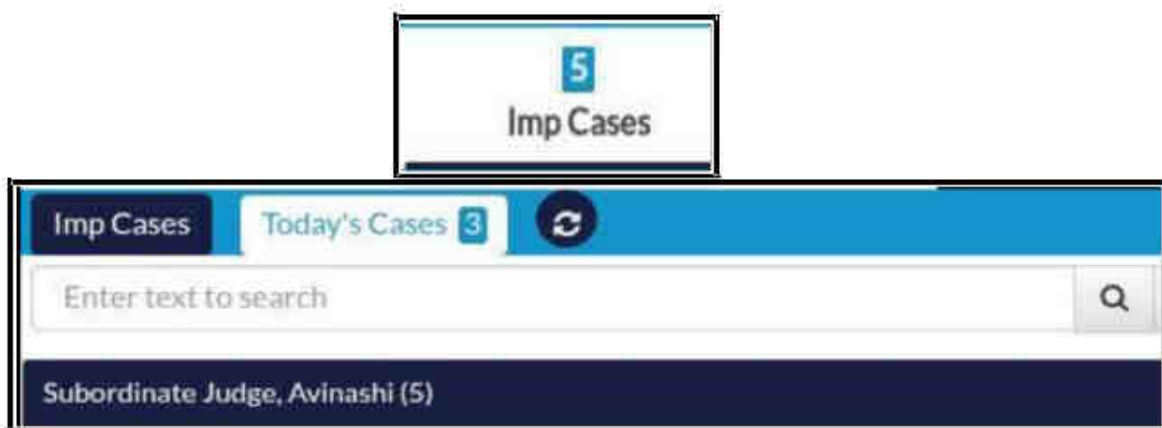 5
Imp Cases
Imp Cases Today's Cases 3
Enter text to search
Subordinate Judge, Avinashi (5)